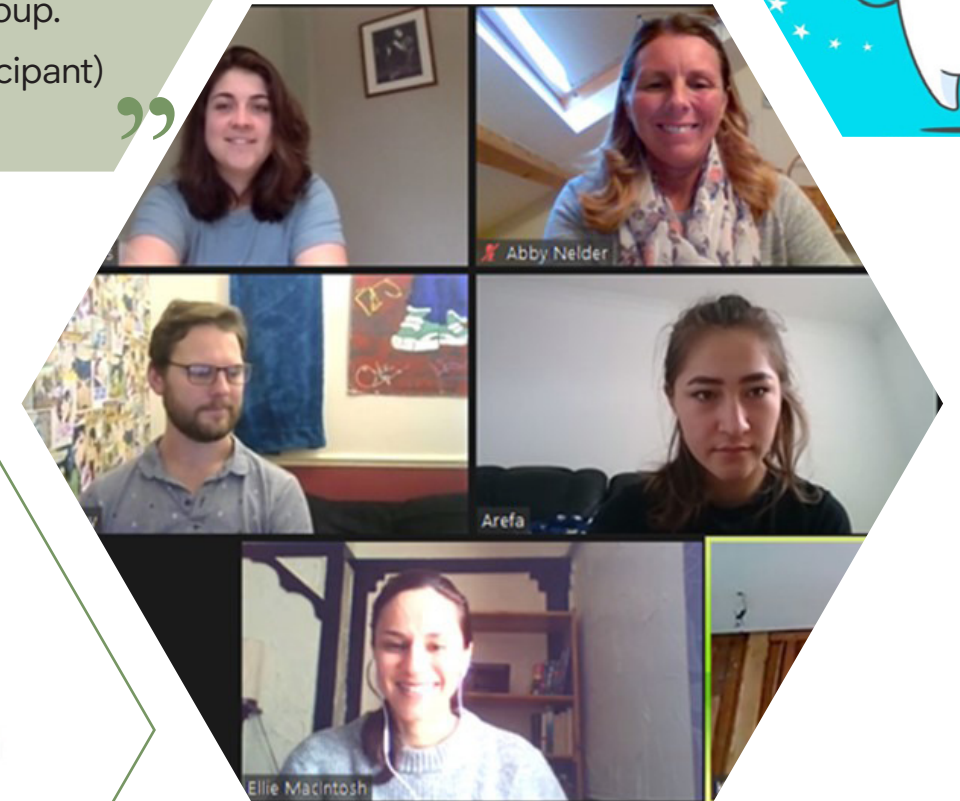 oup.
cipant)
”
s
Abby Nelder
y
Arefa
Ellie MacIntosh